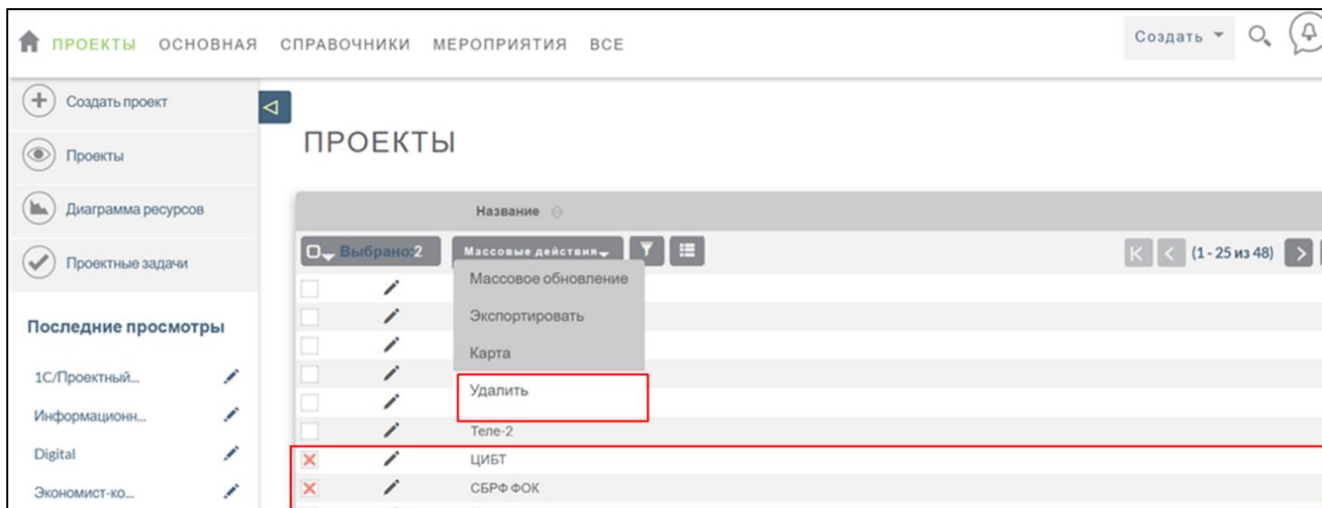 ПРОЕКТЫ ОСНОВНАЯ СПРАВОЧНИКИ МЕРОПРИЯТИЯ ВСЕ Создать
Создать проект
Проекты
Диаграмма ресурсов
Проектные задачи
Последние просмотры
1С/Проектный...
Информационн...
Digital
Экономист-ко...
ПРОЕКТЫ
Название
Выбрано:2 Массовые действия (1 - 25 из 48)
Массовое обновление
Экспортировать
Карта
Удалить
Теле-2
ЦИБТ
СБРФ ФОК